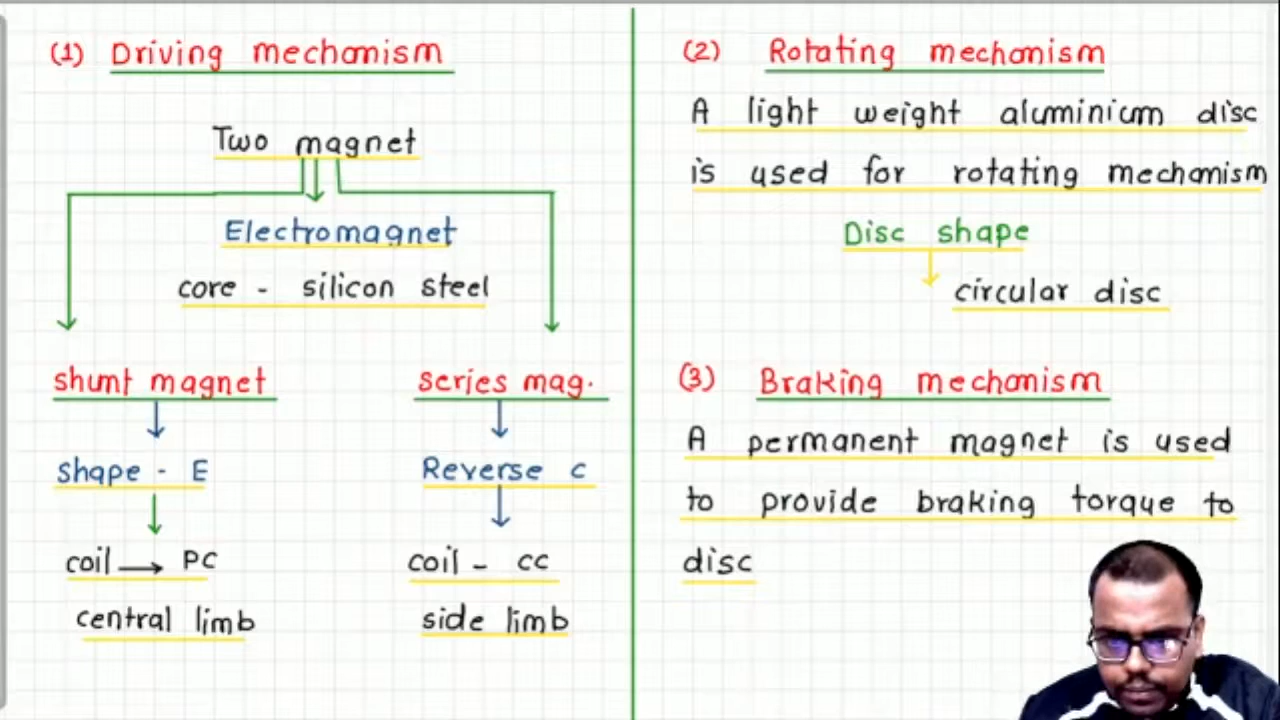 (1) Driving mechanism
Two magnet
Electromagnet
core - silicon steel
shunt magnet
series mag.
shape - E
Reverse c
coil → PC
coil - cc
central limb
side limb
(2) Rotating mechanism
A light weight aluminium disc
is used for rotating mechanism
Disc shape
circular disc
(3) Braking mechanism
A permanent magnet is used
to provide braking torque to
disc